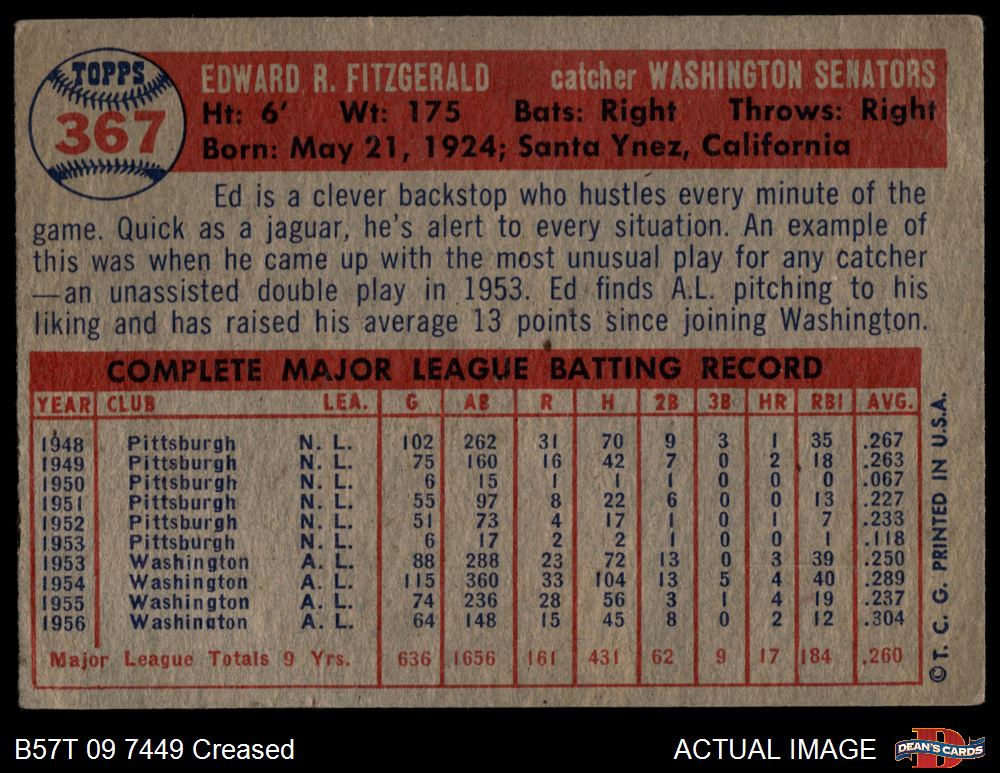 TOPPS
367
EDWARD R. FITZGERALD catcher WASHINGTON SENATORS
Ht: 6' Wt: 175 Bats: Right Throws: Right
Born: May 21, 1924; Santa Ynez, California
Ed is a clever backstop who hustles every minute of the
game. Quick as a jaguar, he's alert to every situation. An example of
this was when he came up with the most unusual play for any catcher
—an unassisted double play in 1953. Ed finds A.L. pitching to his
liking and has raised his average 13 points since joining Washington.
COMPLETE MAJOR LEAGUE BATTING RECORD
YEAR CLUB LEA. G AB R H 2B 3B HR RBI AVG.
1948 Pittsburgh N. L. 102 262 31 70 9 3 1 35 .267
1949 Pittsburgh N. L. 75 160 16 42 7 0 2 18 .263
1950 Pittsburgh N. L. 6 15 1 1 1 0 0 0 .067
1951 Pittsburgh N. L. 55 97 8 22 6 0 0 13 .227
1952 Pittsburgh N. L. 51 73 4 17 1 0 1 7 .233
1953 Pittsburgh N. L. 6 17 2 2 1 0 0 1 .118
1953 Washington A. L. 88 288 23 72 13 0 3 39 .250
1954 Washington A. L. 115 360 33 104 13 5 4 40 .289
1955 Washington A. L. 74 236 28 56 3 1 4 19 .237
1956 Washington A. L. 64 148 15 45 8 0 2 12 .304
Major League Totals 9 Yrs. 636 1656 161 431 62 9 17 184 .260
© T. C. G. PRINTED IN U.S.A.
B57T 09 7449 Creased
ACTUAL IMAGE
DEAN'S CARDS